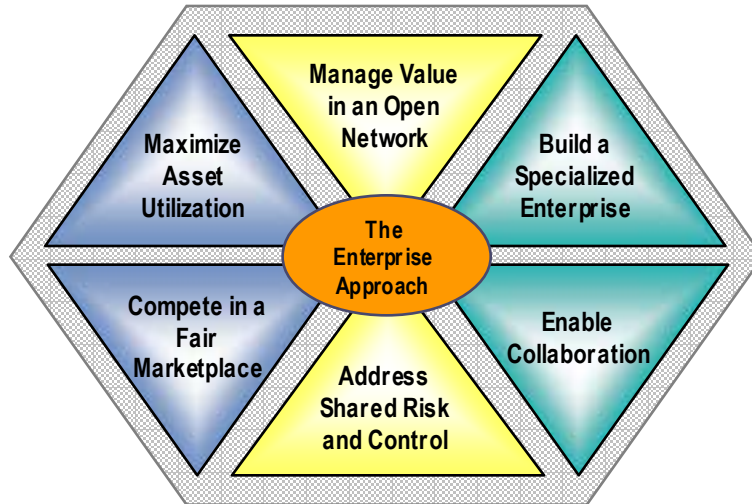 Manage Value
in an Open
Network
Maximize
Asset
Utilization
Build a
Specialized
Enterprise
The
Enterprise
Approach
Compete in a
Fair
Marketplace
Enable
Collaboration
Address
Shared Risk
and Control